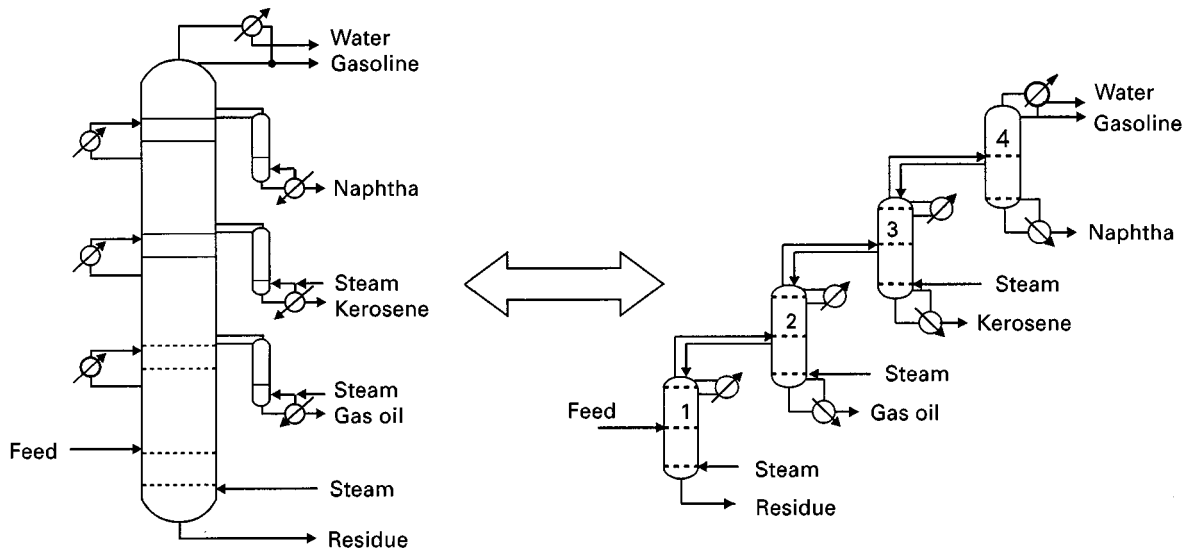 Water
Gasoline
Naphtha
Steam
Kerosene
Steam
Gas oil
Feed
Steam
Residue
Water
Gasoline
4
Naphtha
3
Steam
Kerosene
2
Steam
Gas oil
Feed
1
Steam
Residue